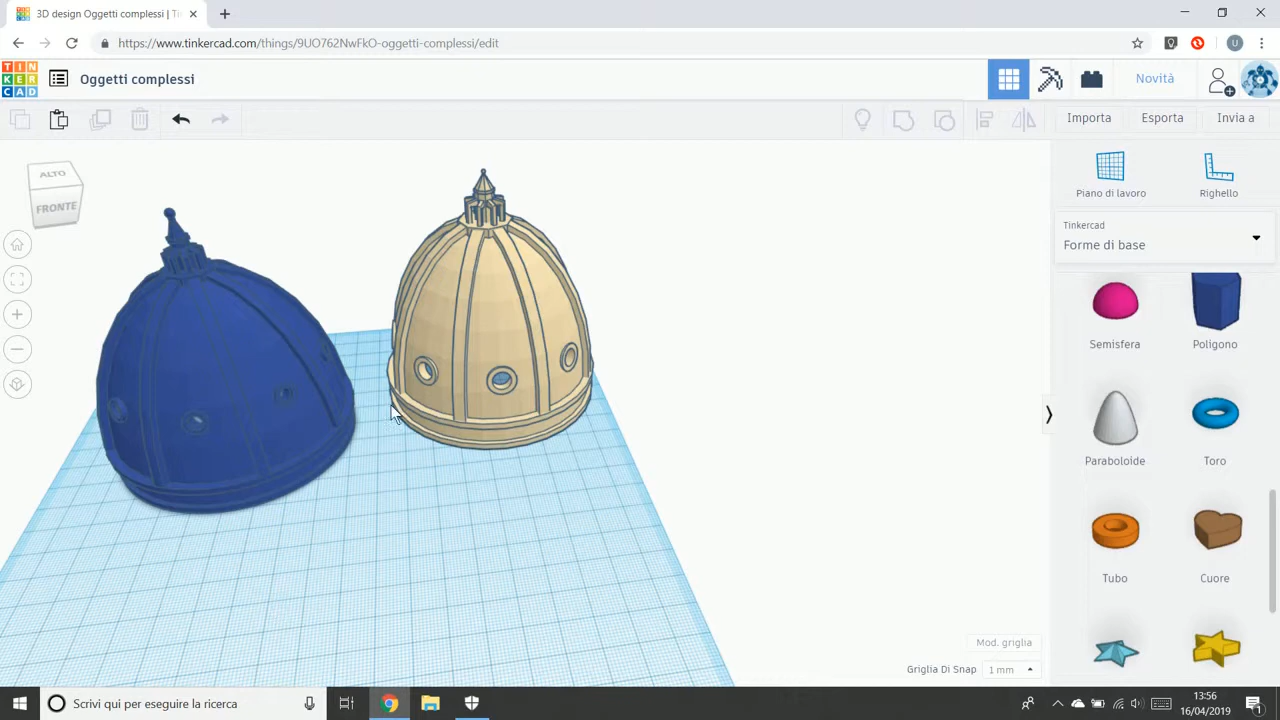 3D design Oggetti complessi | Ti
https://www.tinkercad.com/things/9UO762NwFkO-oggetti-complessi/edit
U
TIN
KER
CAD
Oggetti complessi
Novità
Importa
Esporta
Invia a
ALTO
FRONTE
Piano di lavoro
Righello
Tinkercad
Forme di base
Semisfera
Poligono
Paraboloide
Toro
Tubo
Cuore
Mod. griglia
Griglia Di Snap
1 mm
Scrivi qui per eseguire la ricerca
13:56
16/04/2019
1